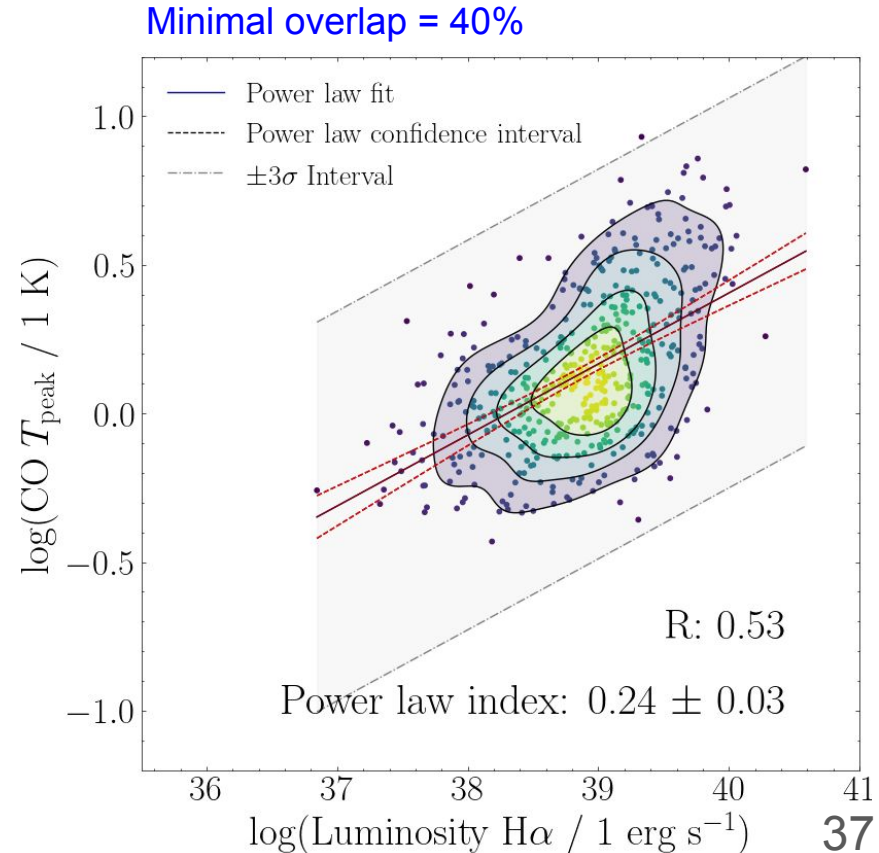 Minimal overlap = 40%
Power law fit
Power law confidence interval
±3σ Interval
1.0
0.5
0.0
−0.5
−1.0
log(CO T_peak / 1 K)
R: 0.53
Power law index: 0.24 ± 0.03
36 37 38 39 40 41
log(Luminosity Hα / 1 erg s⁻¹)
37